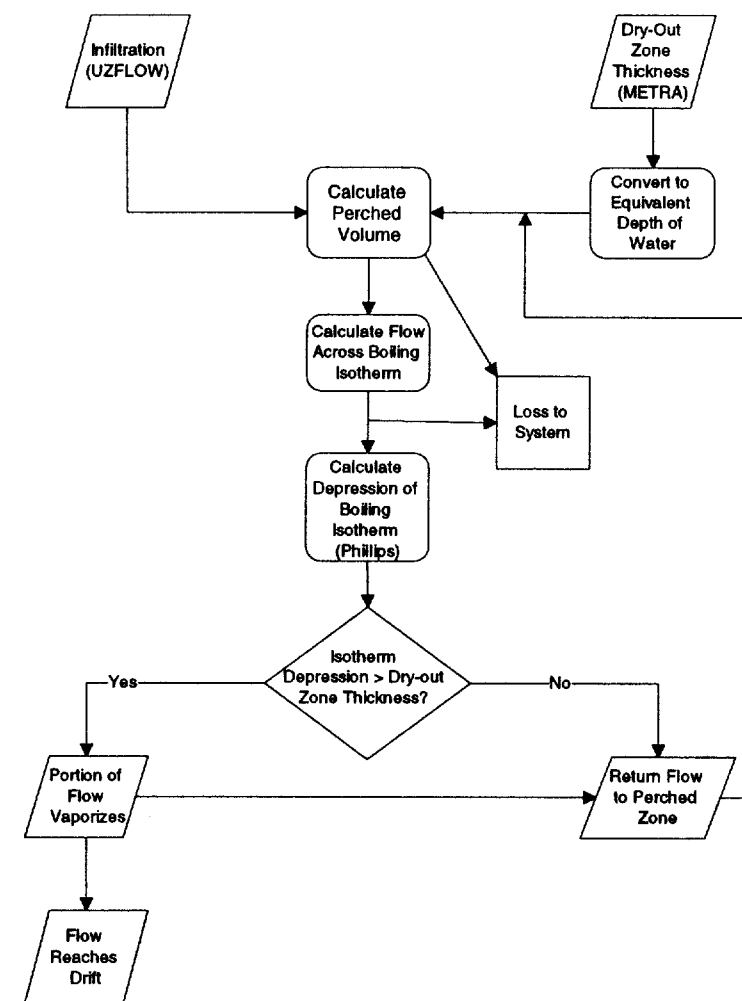 Infiltration
(UZFLOW)
Dry-Out
Zone
Thickness
(METRA)
Calculate
Perched
Volume
Convert to
Equivalent
Depth of
Water
Calculate Flow
Across Boiling
Isotherm
Loss to
System
Calculate
Depression of
Boiling
Isotherm
(Phillips)
Isotherm
Depression > Dry-out
Zone Thickness?
Yes
No
Portion of
Flow
Vaporizes
Return Flow
to Perched
Zone
Flow
Reaches
Drift